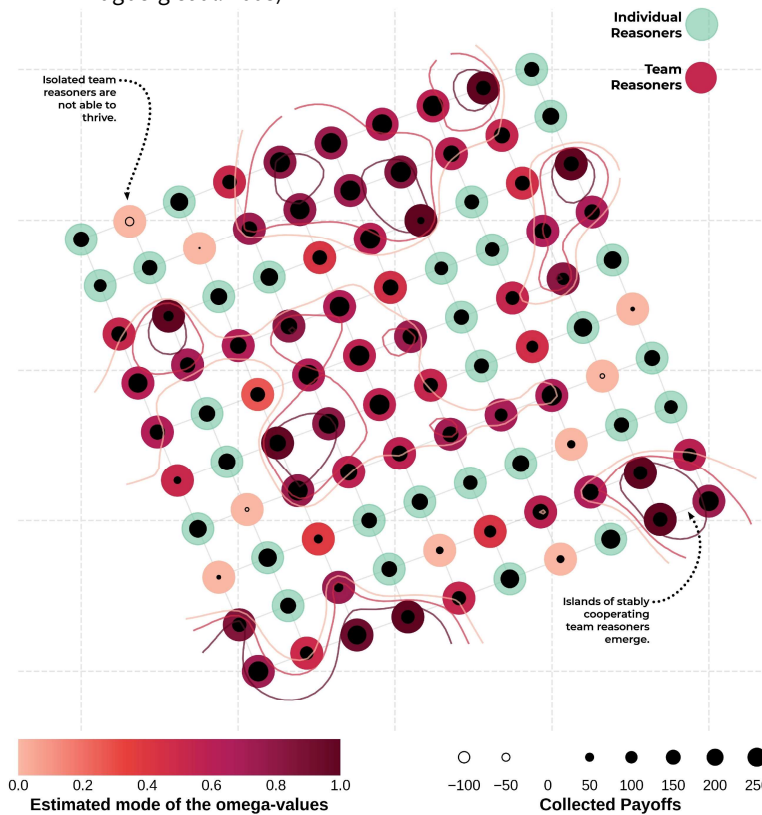 Individual
Reasoners
Team
Reasoners
Isolated team
reasoners are
not able to
thrive.
Islands of stably
cooperating
team reasoners
emerge.
0.0 0.2 0.4 0.6 0.8 1.0
Estimated mode of the omega-values
−100 −50 0 50 100 150 200 250
Collected Payoffs